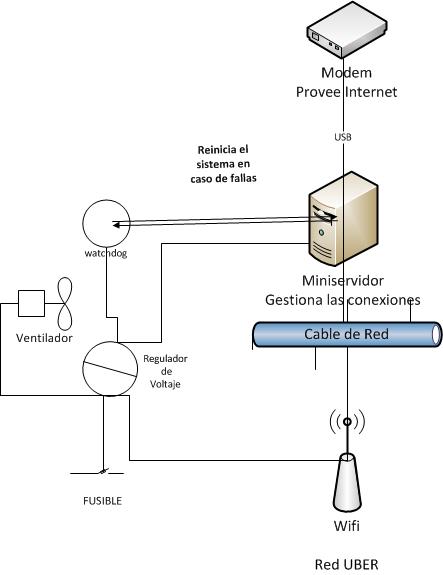 Modem
Provee Internet
USB
Reinicia el
sistema en
caso de fallas
watchdog
Miniservidor
Gestiona las conexiones
Cable de Red
Ventilador
Regulador
de
Voltaje
FUSIBLE
Wifi
Red UBER